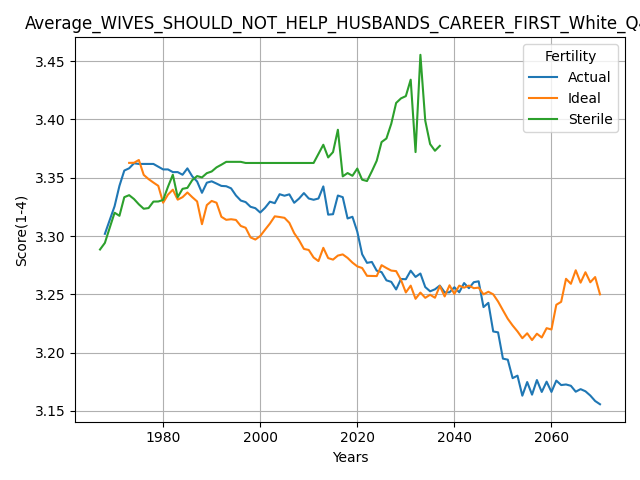 Average_WIVES_SHOULD_NOT_HELP_HUSBANDS_CAREER_FIRST_White_Q4
Fertility
Actual
Ideal
Sterile
3.45
3.40
3.35
3.30
3.25
3.20
3.15
Score(1-4)
1980 2000 2020 2040 2060
Years